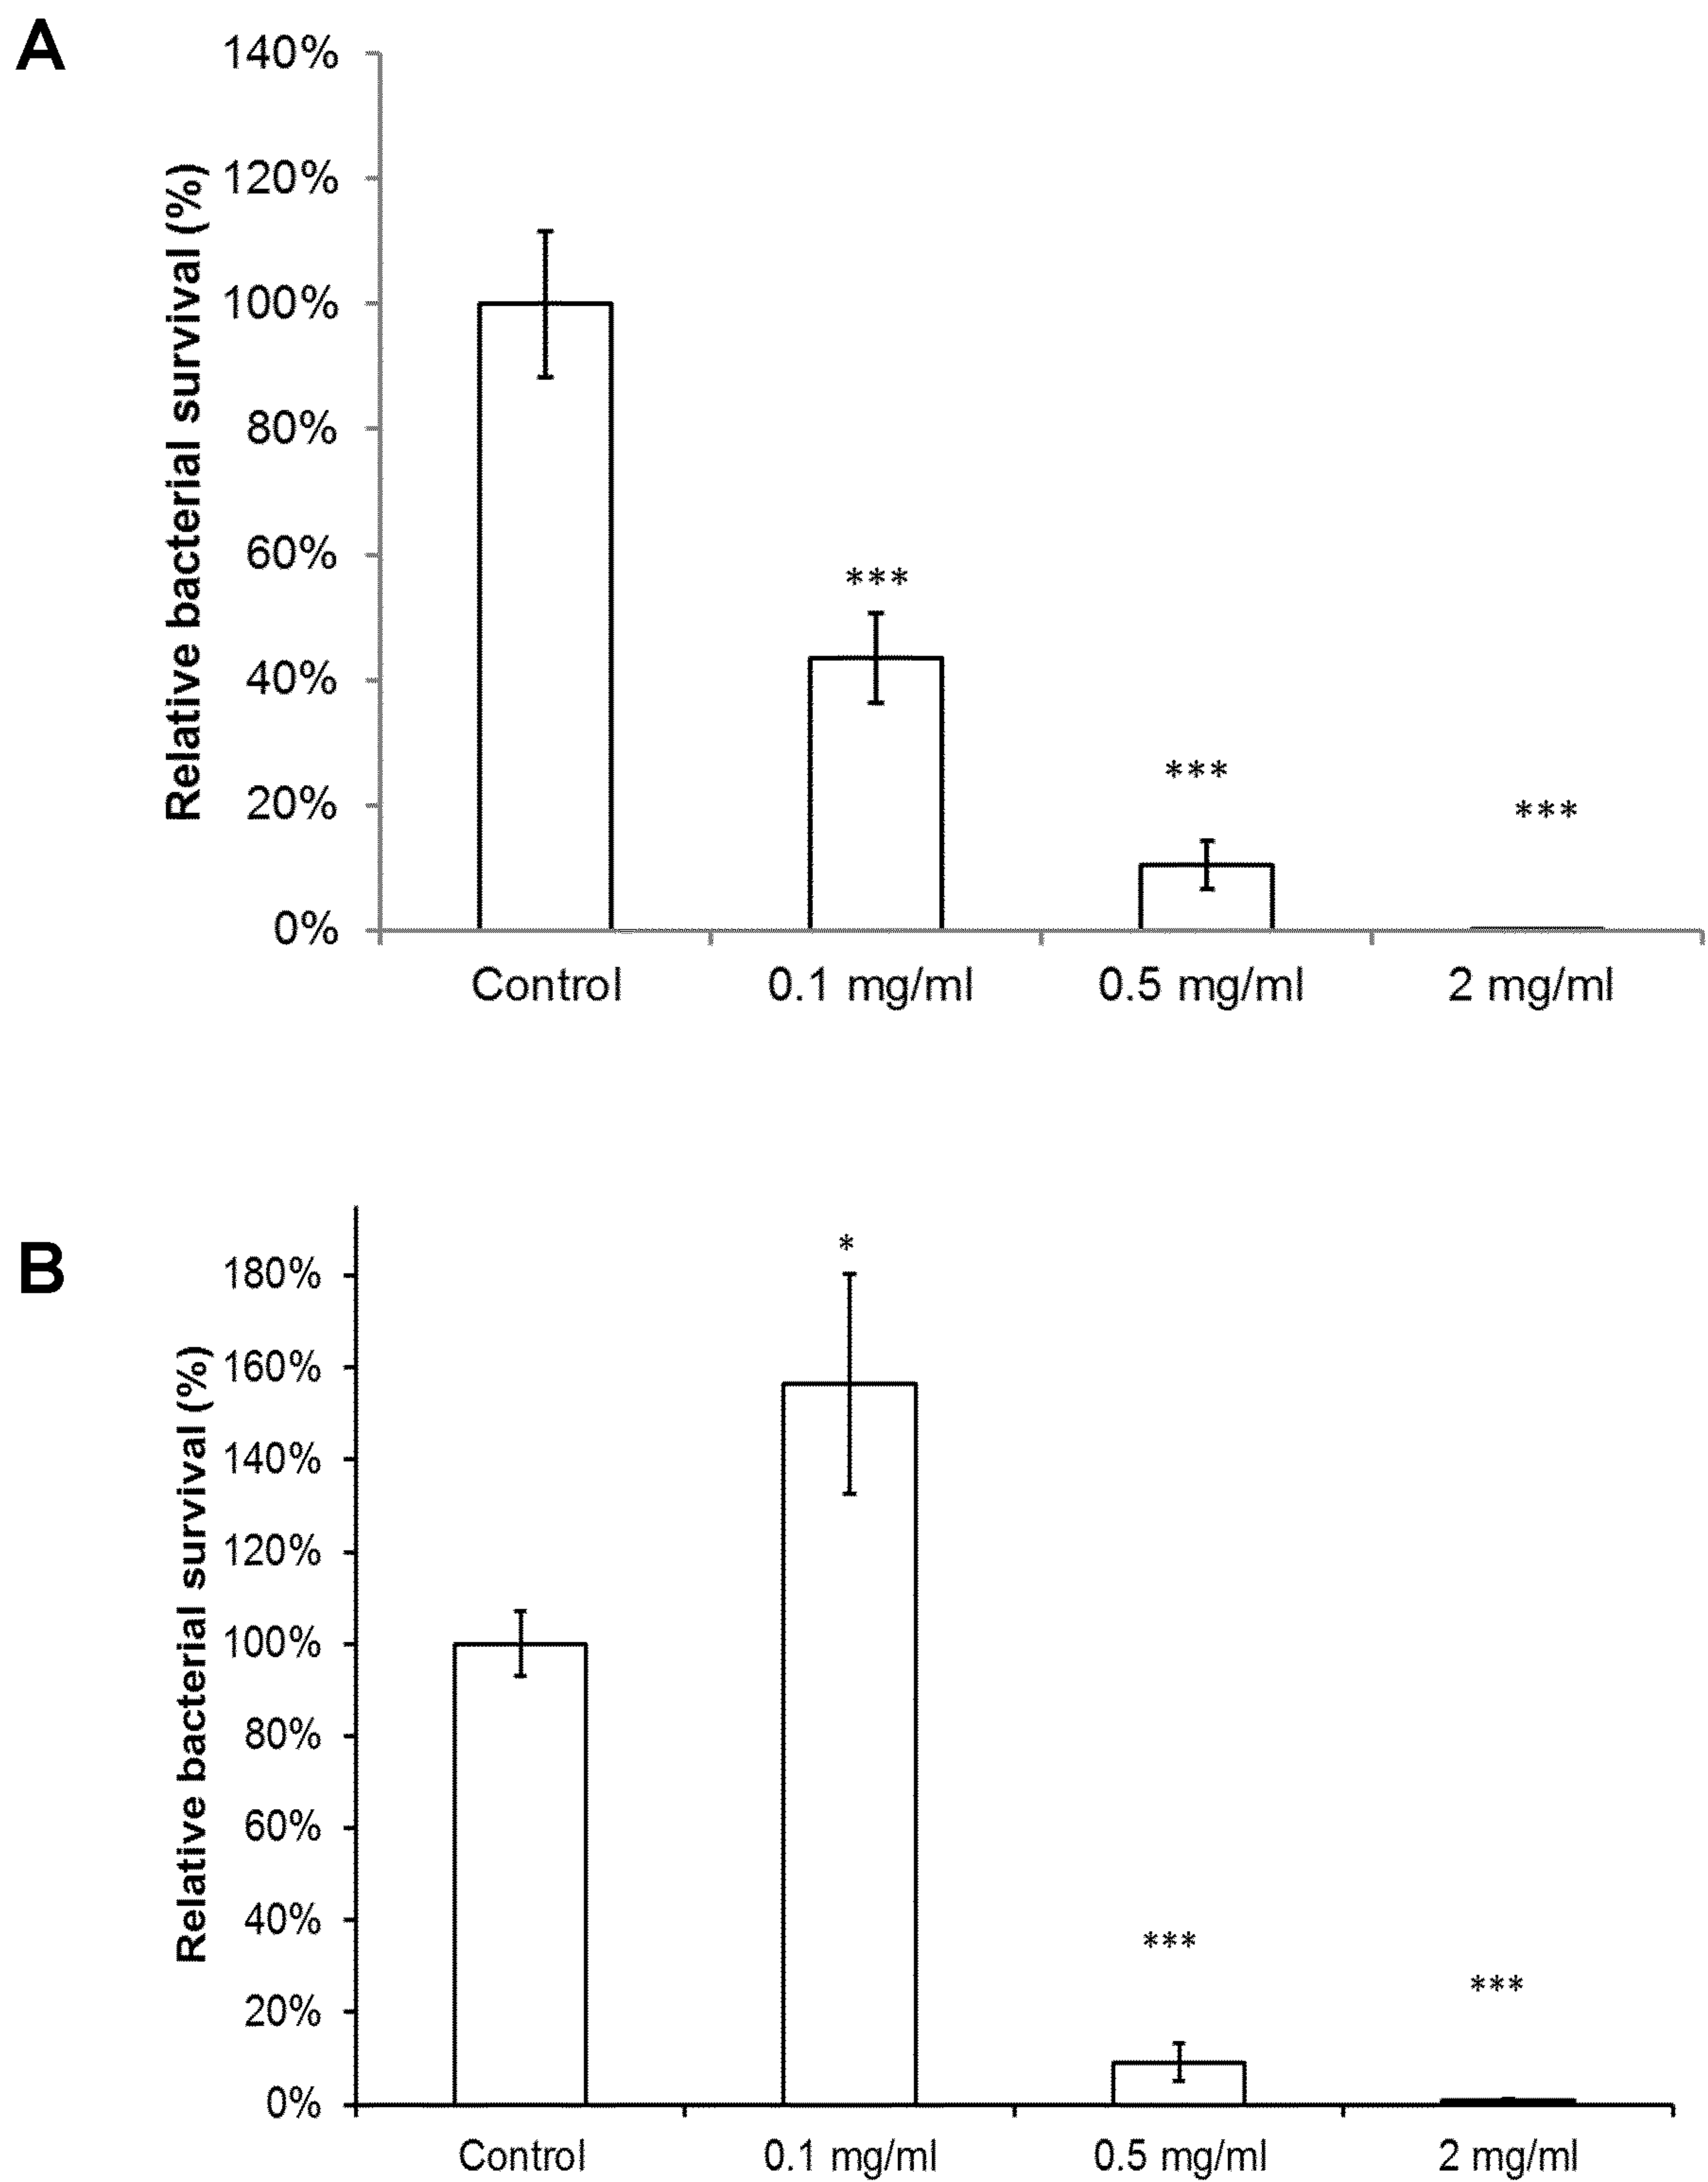 A
Relative bacterial survival (%)
140%
120%
100%
80%
60%
40%
20%
0%
***
***
***
Control
0.1 mg/ml
0.5 mg/ml
2 mg/ml
B
Relative bacterial survival (%)
180%
160%
140%
120%
100%
80%
60%
40%
20%
0%
*
***
***
Control
0.1 mg/ml
0.5 mg/ml
2 mg/ml